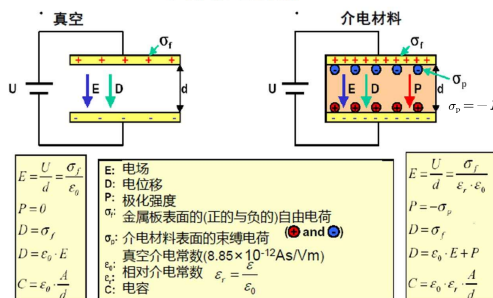 真空
介电材料
σf
+ + + + +
U
E
D
d
- - - - -
σf
+ + + + + + + + + +
U
E
D
P
d
σp
σp = -
E = U/d = σf/ε0
P=0
D = σf
D = ε0 · E
C = ε0 · A/d
E: 电场
D: 电位移
P: 极化强度
σf: 金属板表面的(正的与负的)自由电荷
σp: 介电材料表面的束缚电荷 (+ and -)
ε0: 真空介电常数(8.85×10-12As/Vm)
εr: 相对介电常数 εr = ε/ε0
C: 电容
E = U/d = σf/(εr · ε0)
P = -σp
D = σf
D = ε0 · E + P
C = ε0 · εr · A/d